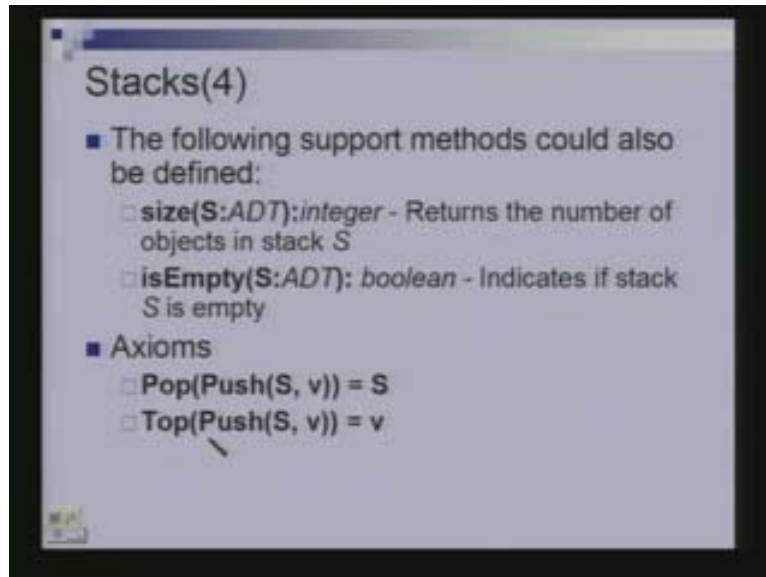 Stacks(4)
■ The following support methods could also
be defined:
□ size(S:ADT):integer - Returns the number of
objects in stack S
□ isEmpty(S:ADT): boolean - Indicates if stack
S is empty
■ Axioms
□ Pop(Push(S, v)) = S
□ Top(Push(S, v)) = v